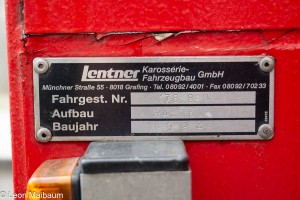 Lentner Karosserie-
Fahrzeugbau GmbH
Münchner Straße 55 - 8018 Grafing - Tel. 08092/4001 - Fax 08092/70233
Fahrgest. Nr.
Aufbau
Baujahr
© Leon Maibaum